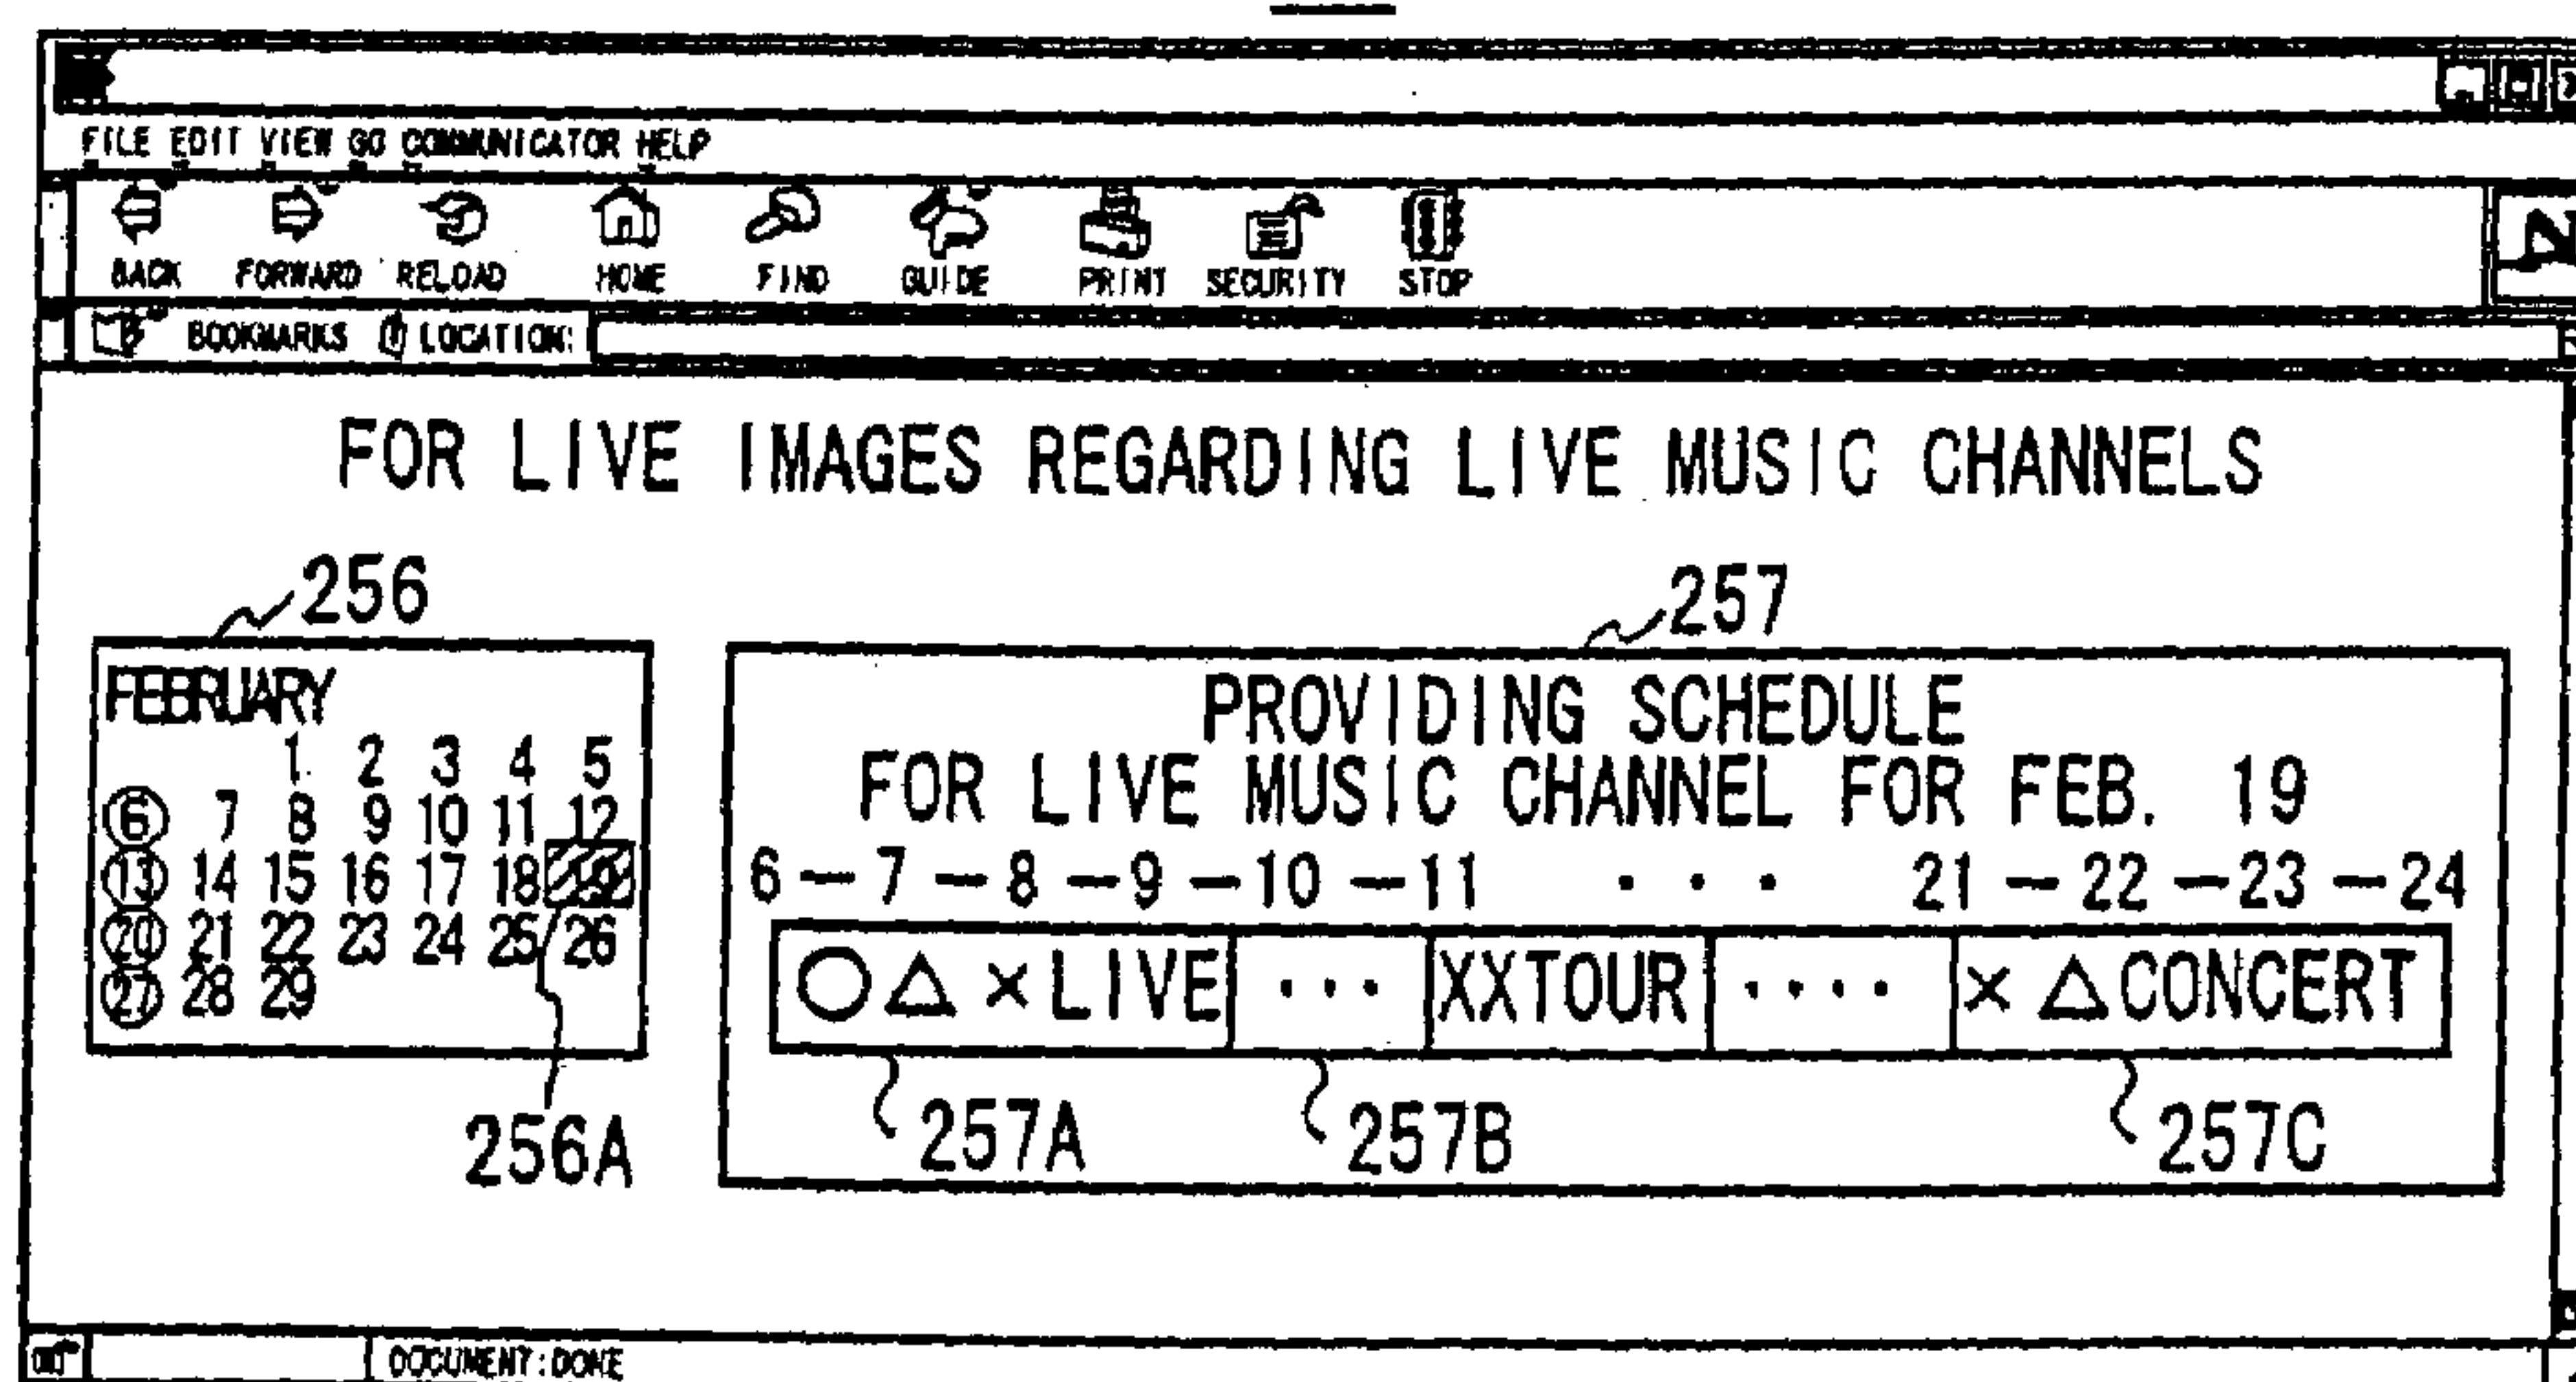 FILE EDIT VIEW GO COMMUNICATOR HELP
BACK FORWARD RELOAD HOME FIND GUIDE PRINT SECURITY STOP
N
BOOKMARKS LOCATION:
FOR LIVE IMAGES REGARDING LIVE MUSIC CHANNELS
256
257
FEBRUARY
1 2 3 4 5
6 7 8 9 10 11 12
13 14 15 16 17 18 19
20 21 22 23 24 25 26
27 28 29
256A
PROVIDING SCHEDULE
FOR LIVE MUSIC CHANNEL FOR FEB. 19
6 — 7 — 8 — 9 — 10 — 11 · · · 21 — 22 — 23 — 24
○△×LIVE ··· XXTOUR ···· ×△CONCERT
257A 257B 257C
DOCUMENT:DONE